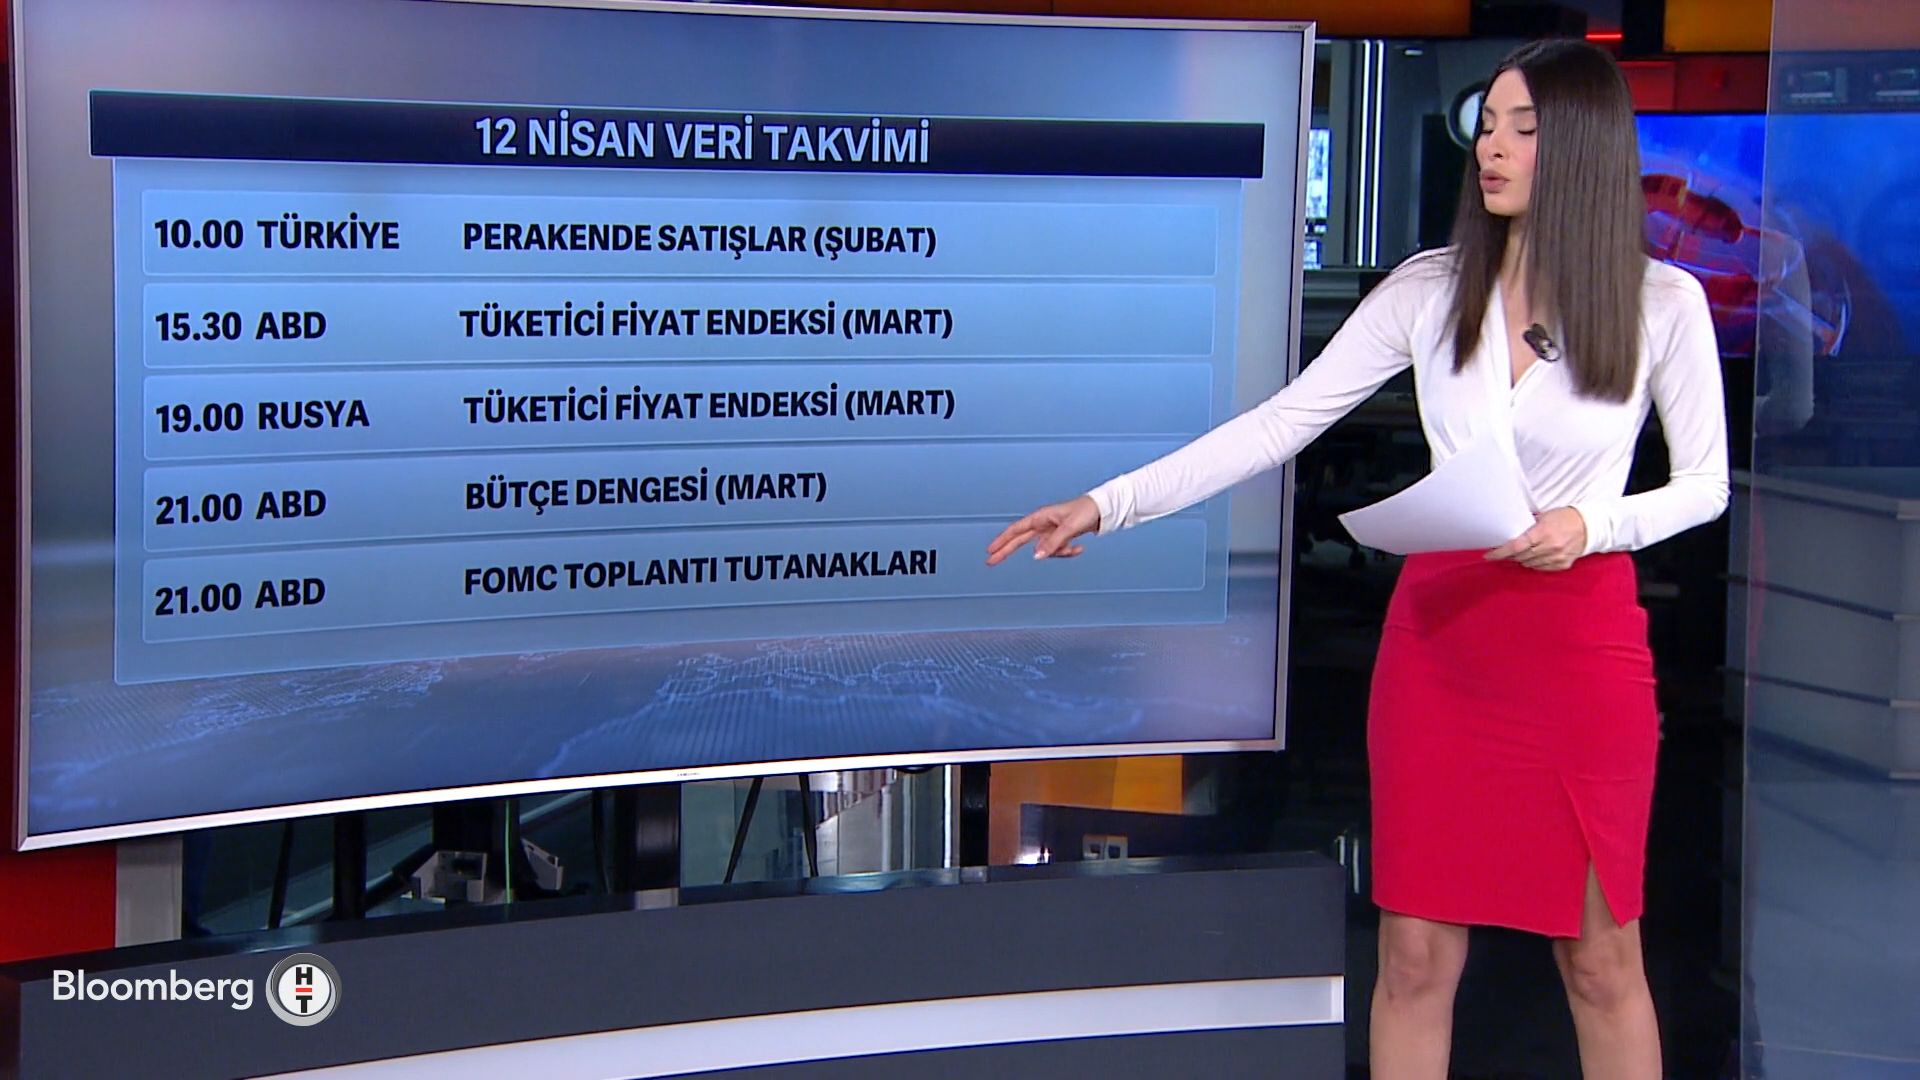 12 NİSAN VERİ TAKVİMİ
10.00 TÜRKİYE PERAKENDE SATIŞLAR (ŞUBAT)
15.30 ABD TÜKETİCİ FİYAT ENDEKSİ (MART)
19.00 RUSYA TÜKETİCİ FİYAT ENDEKSİ (MART)
21.00 ABD BÜTÇE DENGESİ (MART)
21.00 ABD FOMC TOPLANTI TUTANAKLARI
Bloomberg HT